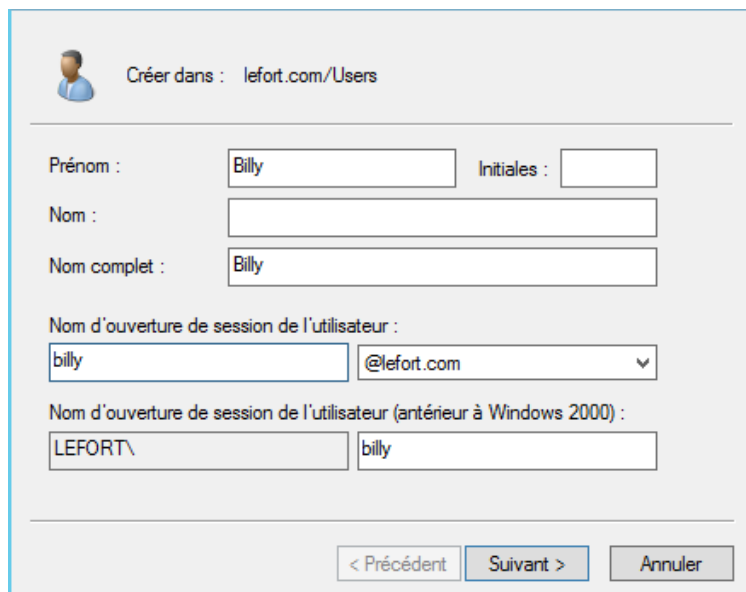 Créer dans : lefort.com/Users
Prénom : Billy Initiales :
Nom :
Nom complet : Billy
Nom d'ouverture de session de l'utilisateur :
billy @lefort.com
Nom d'ouverture de session de l'utilisateur (antérieur à Windows 2000) :
LEFORT\ billy
< Précédent Suivant > Annuler